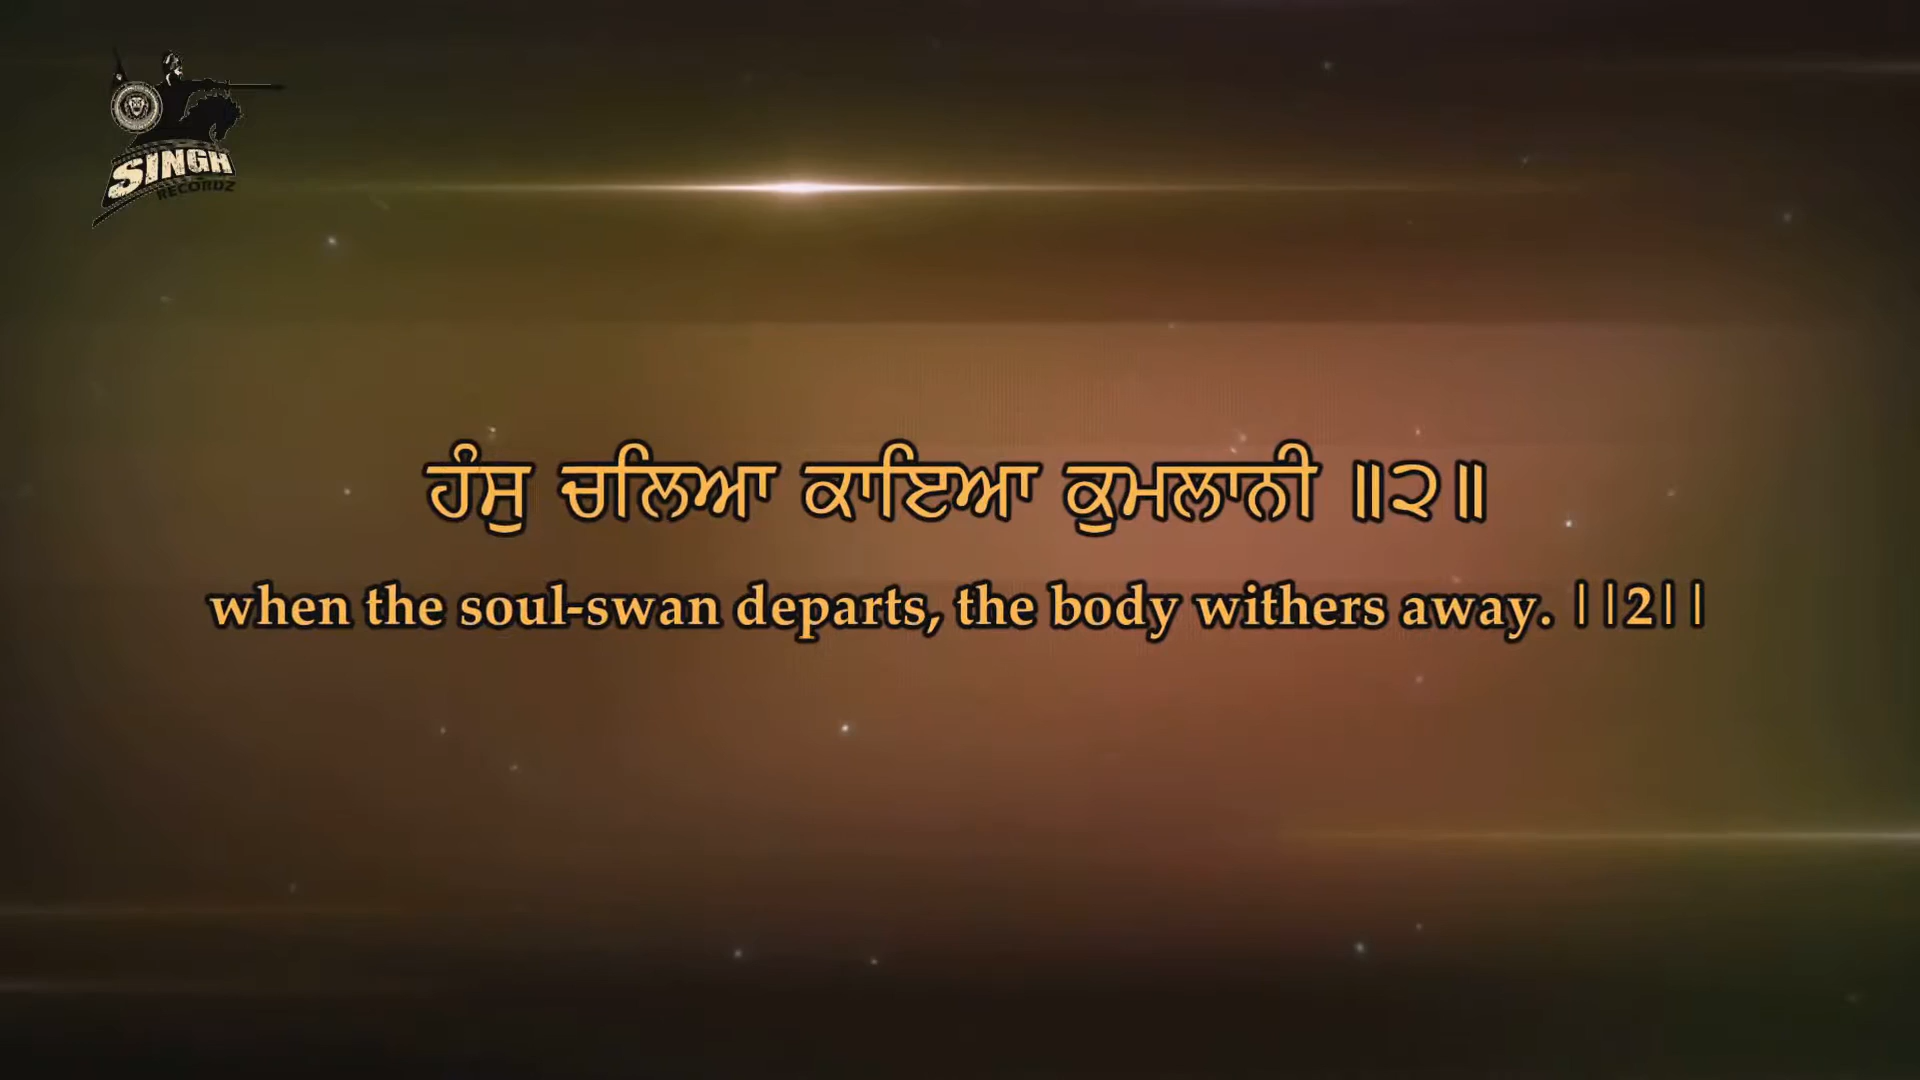 SINGH
RECORDZ
ਹੰਸੁ ਚਲਿਆ ਕਾਇਆ ਕੁਮਲਾਨੀ ॥੨॥
when the soul-swan departs, the body withers away. ||2||